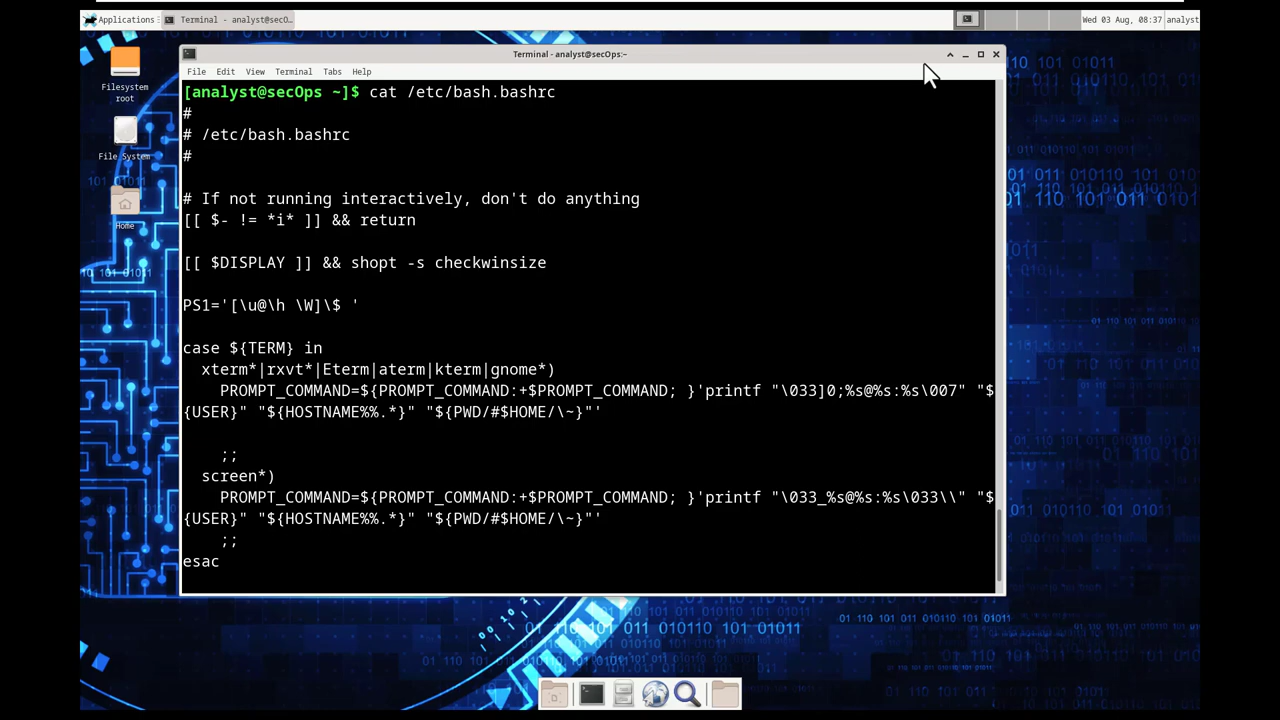 Applications
Terminal - analyst@secO...
Wed 03 Aug, 08:37
analyst
Filesystem
root
File System
Home
Terminal - analyst@secOps:~
File Edit View Terminal Tabs Help
[analyst@secOps ~]$ cat /etc/bash.bashrc
#
# /etc/bash.bashrc
#
# If not running interactively, don't do anything
[[ $- != *i* ]] && return
[[ $DISPLAY ]] && shopt -s checkwinsize
PS1='[\u@\h \W]\$ '
case ${TERM} in
  xterm*|rxvt*|Eterm|aterm|kterm|gnome*)
    PROMPT_COMMAND=${PROMPT_COMMAND:+$PROMPT_COMMAND; }'printf "\033]0;%s@%s:%s\007" "$
{USER}" "${HOSTNAME%%.*}" "${PWD/#$HOME/\~}"'
    ;;
  screen*)
    PROMPT_COMMAND=${PROMPT_COMMAND:+$PROMPT_COMMAND; }'printf "\033_%s@%s:%s\033\\" "$
{USER}" "${HOSTNAME%%.*}" "${PWD/#$HOME/\~}"'
    ;;
esac